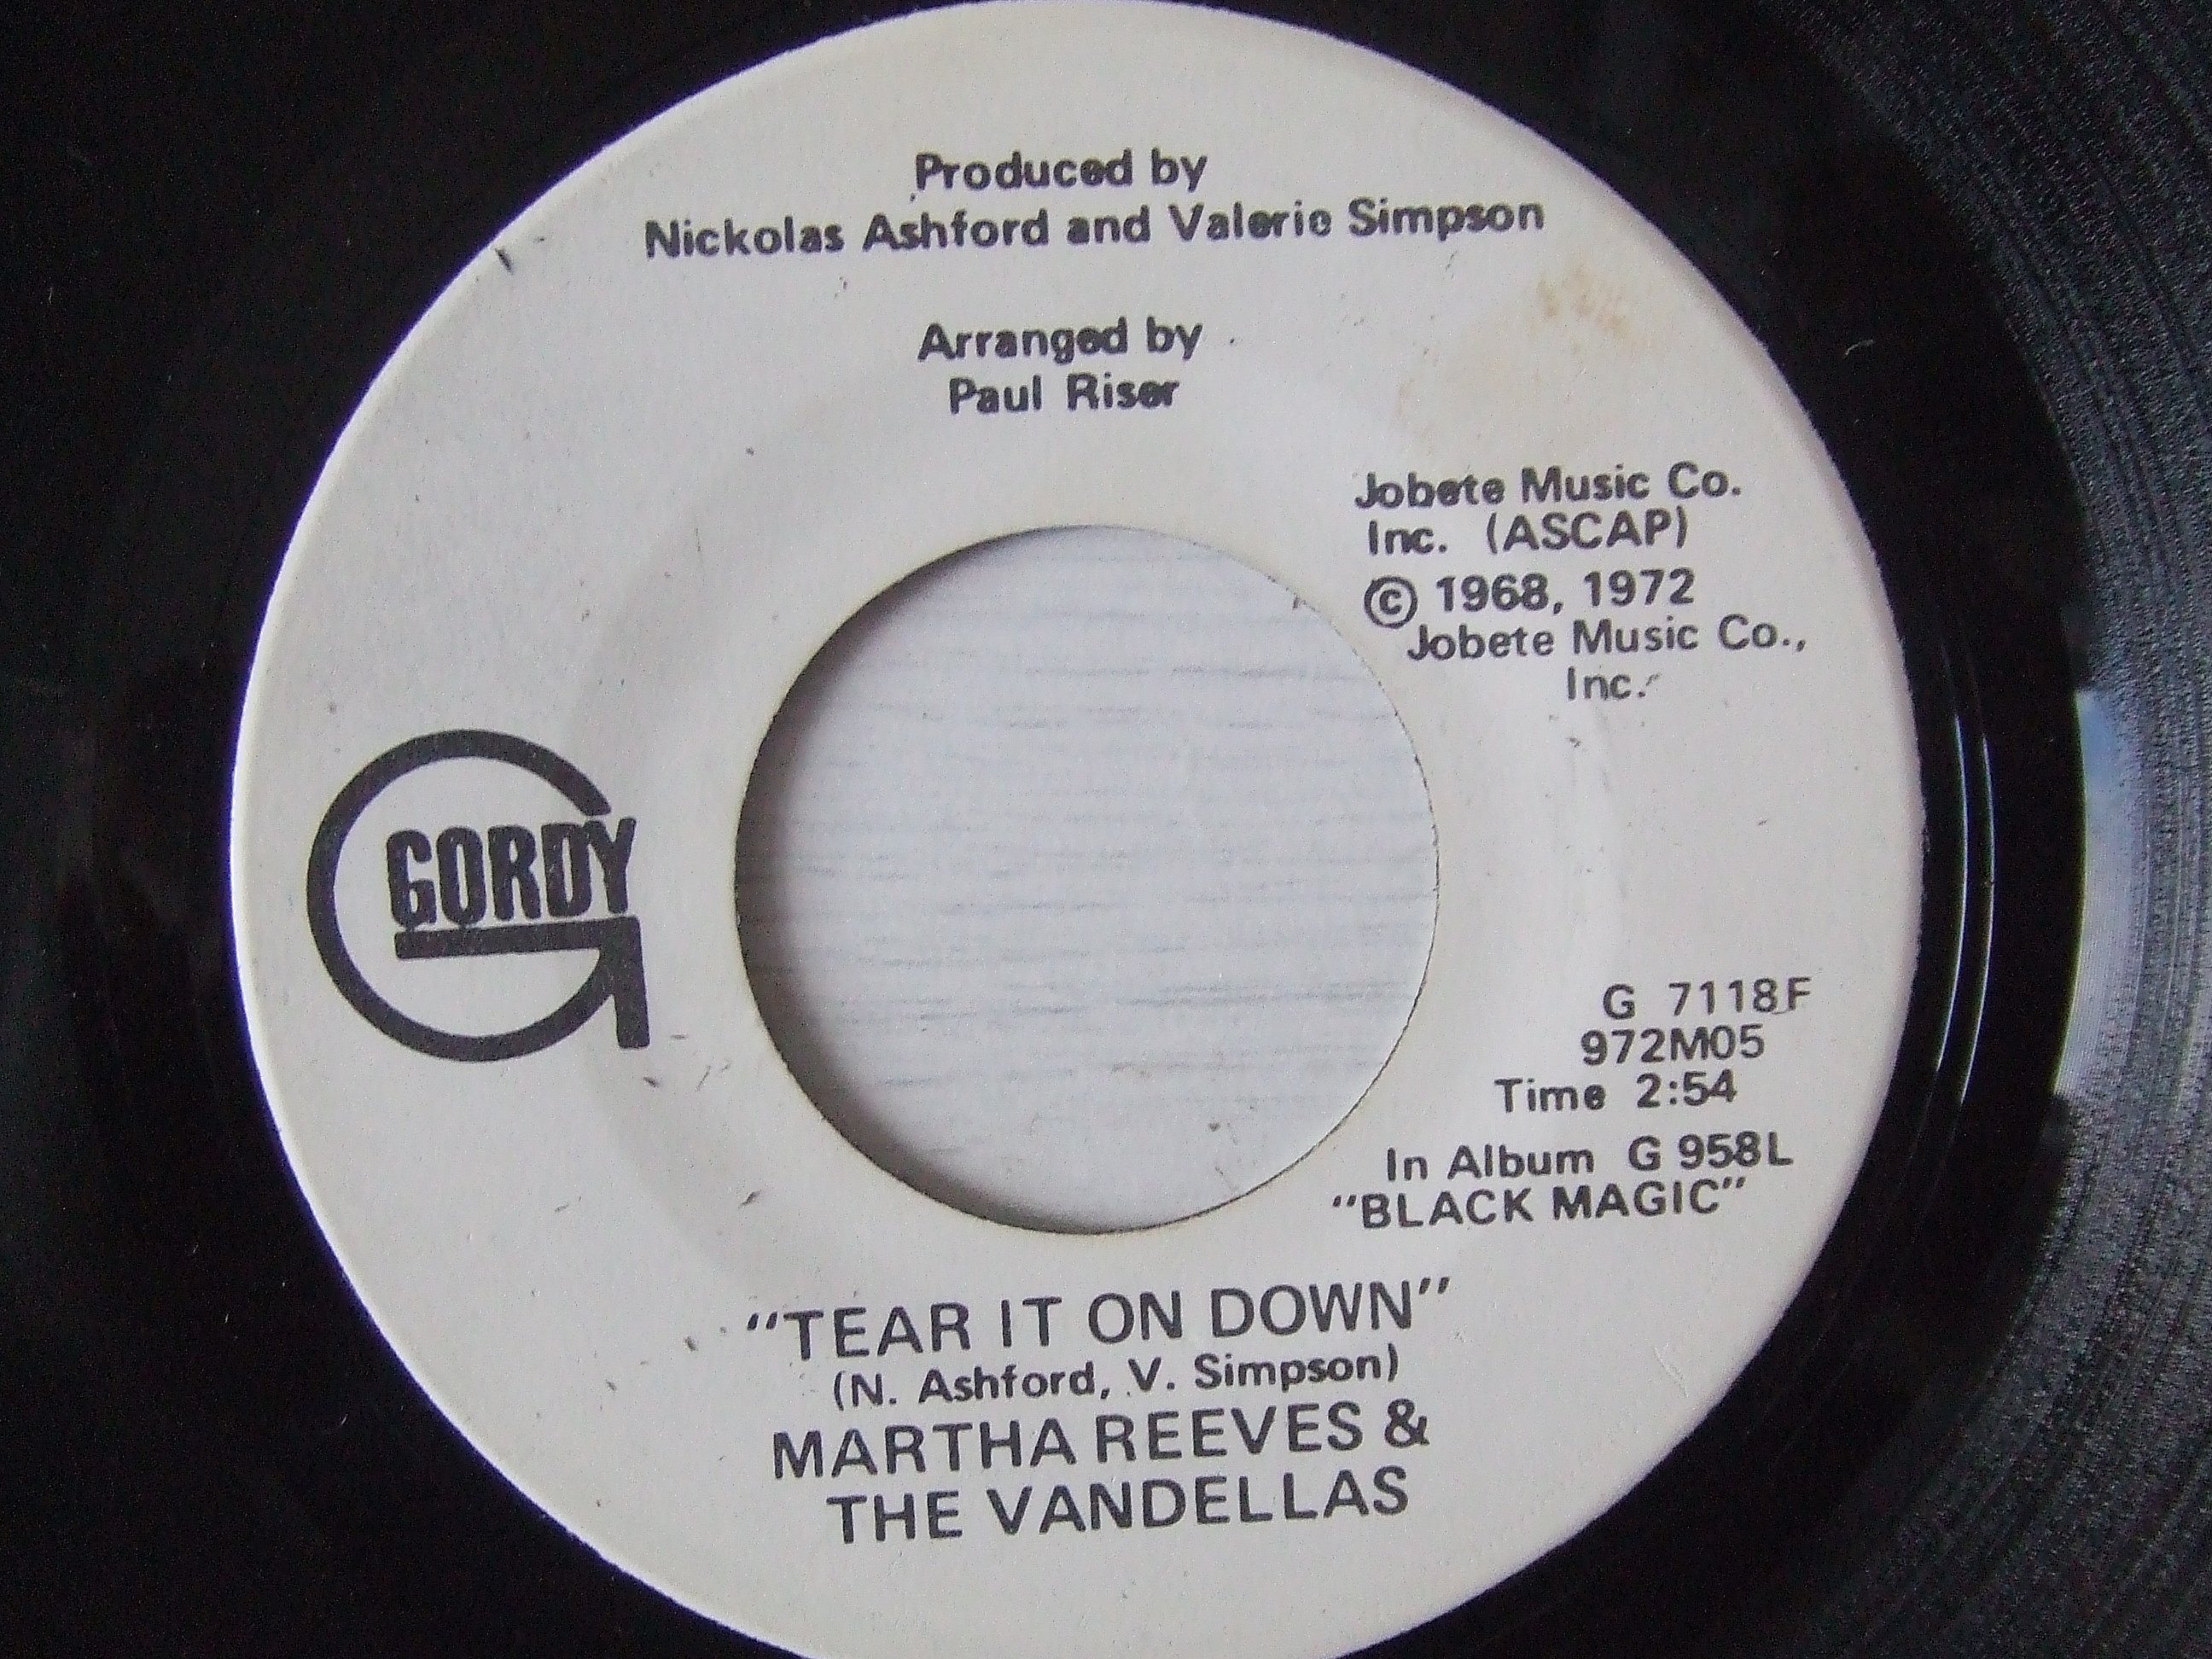 Produced by
Nickolas Ashford and Valerie Simpson
Arranged by
Paul Riser
Jobete Music Co.
Inc. (ASCAP)
© 1968, 1972
Jobete Music Co.,
Inc.
GORDY
G 7118F
972M05
Time 2:54
In Album G 958L
"BLACK MAGIC"
"TEAR IT ON DOWN"
(N. Ashford, V. Simpson)
MARTHA REEVES &
THE VANDELLAS